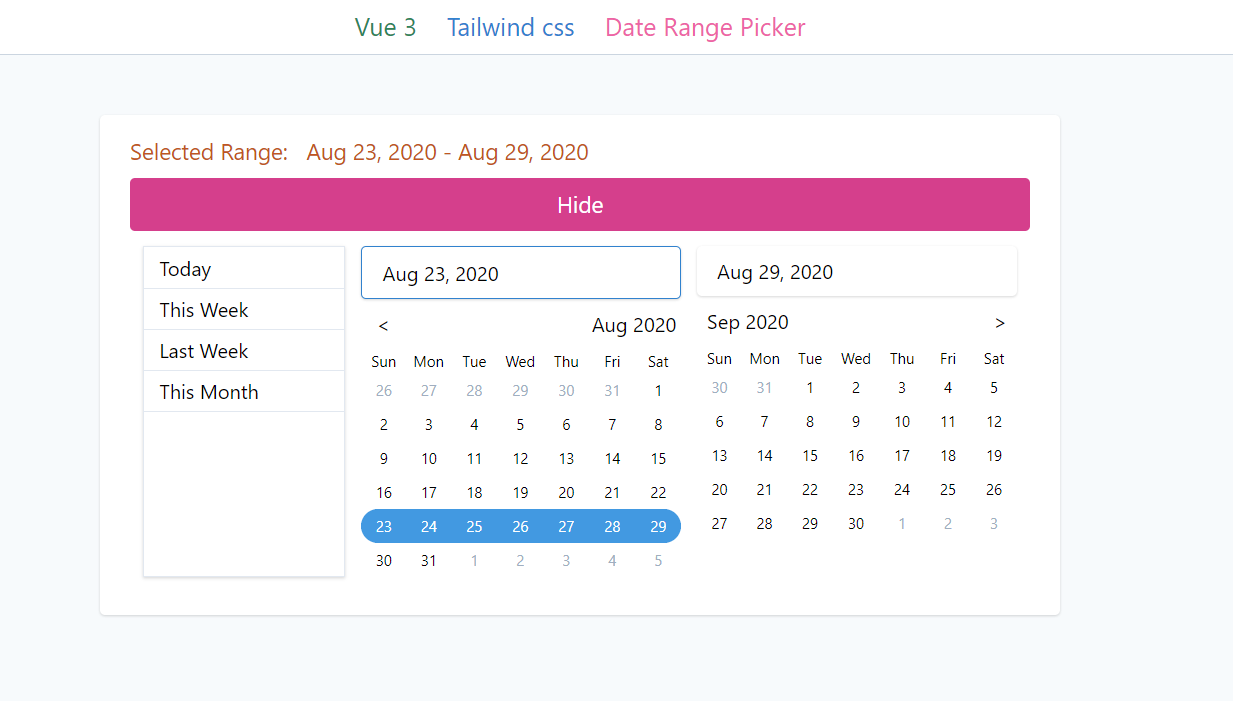 Vue 3 Tailwind css Date Range Picker
Selected Range: Aug 23, 2020 - Aug 29, 2020
Hide
Today
This Week
Last Week
This Month
Aug 23, 2020
< Aug 2020
Sun Mon Tue Wed Thu Fri Sat
26 27 28 29 30 31 1
2 3 4 5 6 7 8
9 10 11 12 13 14 15
16 17 18 19 20 21 22
23 24 25 26 27 28 29
30 31 1 2 3 4 5
Aug 29, 2020
Sep 2020 >
Sun Mon Tue Wed Thu Fri Sat
30 31 1 2 3 4 5
6 7 8 9 10 11 12
13 14 15 16 17 18 19
20 21 22 23 24 25 26
27 28 29 30 1 2 3